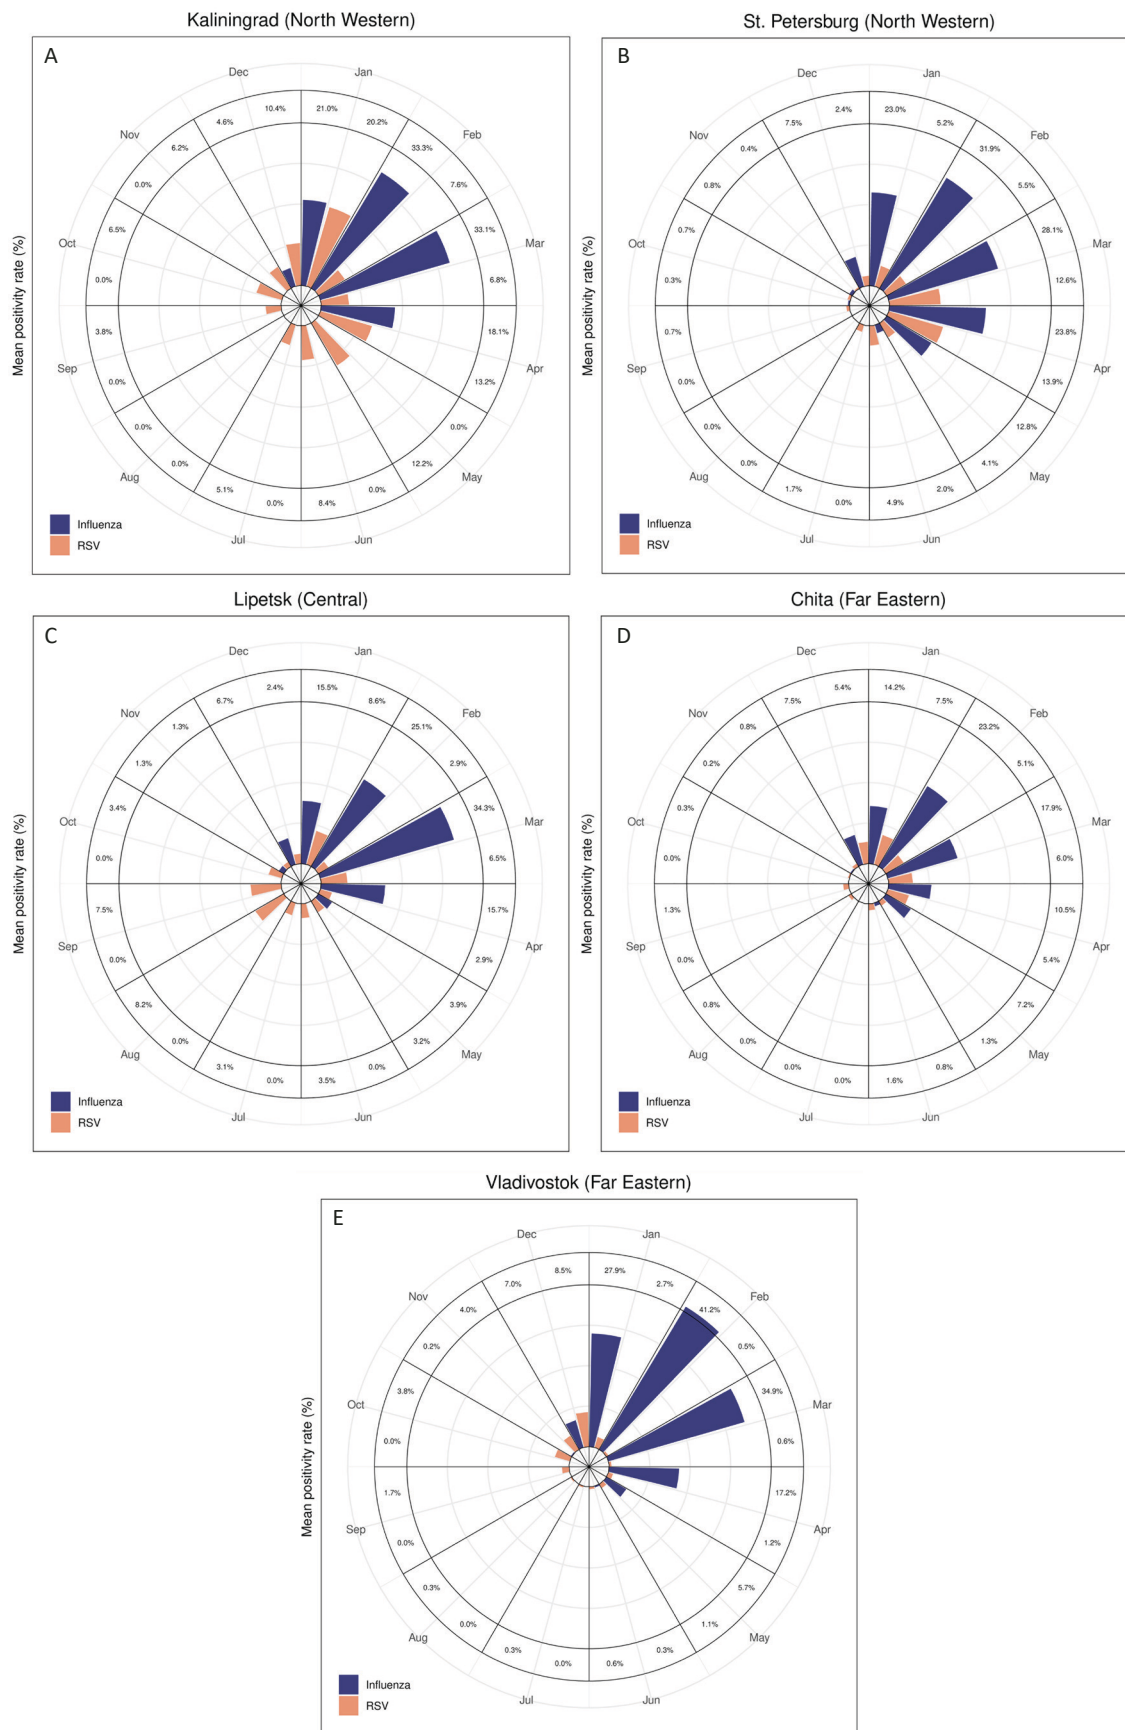 Kaliningrad (North Western)
A
Mean positivity rate (%)
Dec
Jan
10.4%
21.0%
4.6%
20.2%
Nov
Feb
6.2%
33.3%
0.0%
7.6%
6.5%
33.1%
Oct
Mar
0.0%
6.8%
3.8%
18.1%
Sep
Apr
0.0%
13.2%
0.0%
0.0%
Aug
May
0.0%
12.2%
5.1%
0.0%
0.0%
8.4%
Jul
Jun
Influenza
RSV
St. Petersburg (North Western)
B
Mean positivity rate (%)
Dec
Jan
2.4%
23.0%
7.5%
5.2%
Nov
Feb
0.4%
31.9%
0.8%
5.5%
0.7%
28.1%
Oct
Mar
0.3%
12.6%
0.7%
23.8%
Sep
Apr
0.0%
13.9%
0.0%
12.8%
Aug
May
0.0%
4.1%
1.7%
2.0%
0.0%
4.9%
Jul
Jun
Influenza
RSV
Lipetsk (Central)
C
Mean positivity rate (%)
Dec
Jan
2.4%
15.5%
6.7%
8.6%
Nov
Feb
1.3%
25.1%
1.3%
2.9%
3.4%
34.3%
Oct
Mar
0.0%
6.5%
7.5%
15.7%
Sep
Apr
0.0%
2.9%
8.2%
3.9%
Aug
May
0.0%
3.2%
3.1%
0.0%
0.0%
3.5%
Jul
Jun
Influenza
RSV
Chita (Far Eastern)
D
Mean positivity rate (%)
Dec
Jan
5.4%
14.2%
7.5%
7.5%
Nov
Feb
0.8%
23.2%
0.2%
5.1%
0.3%
17.9%
Oct
Mar
0.0%
6.0%
1.3%
10.5%
Sep
Apr
0.0%
5.4%
0.8%
7.2%
Aug
May
0.0%
1.3%
0.0%
0.8%
0.0%
1.6%
Jul
Jun
Influenza
RSV
Vladivostok (Far Eastern)
E
Mean positivity rate (%)
Dec
Jan
8.5%
27.9%
7.0%
2.7%
Nov
Feb
4.0%
41.2%
0.2%
0.5%
3.8%
34.9%
Oct
Mar
0.0%
0.6%
1.7%
17.2%
Sep
Apr
0.0%
1.2%
0.3%
5.7%
Aug
May
0.0%
1.1%
0.3%
0.3%
0.0%
0.6%
Jul
Jun
Influenza
RSV